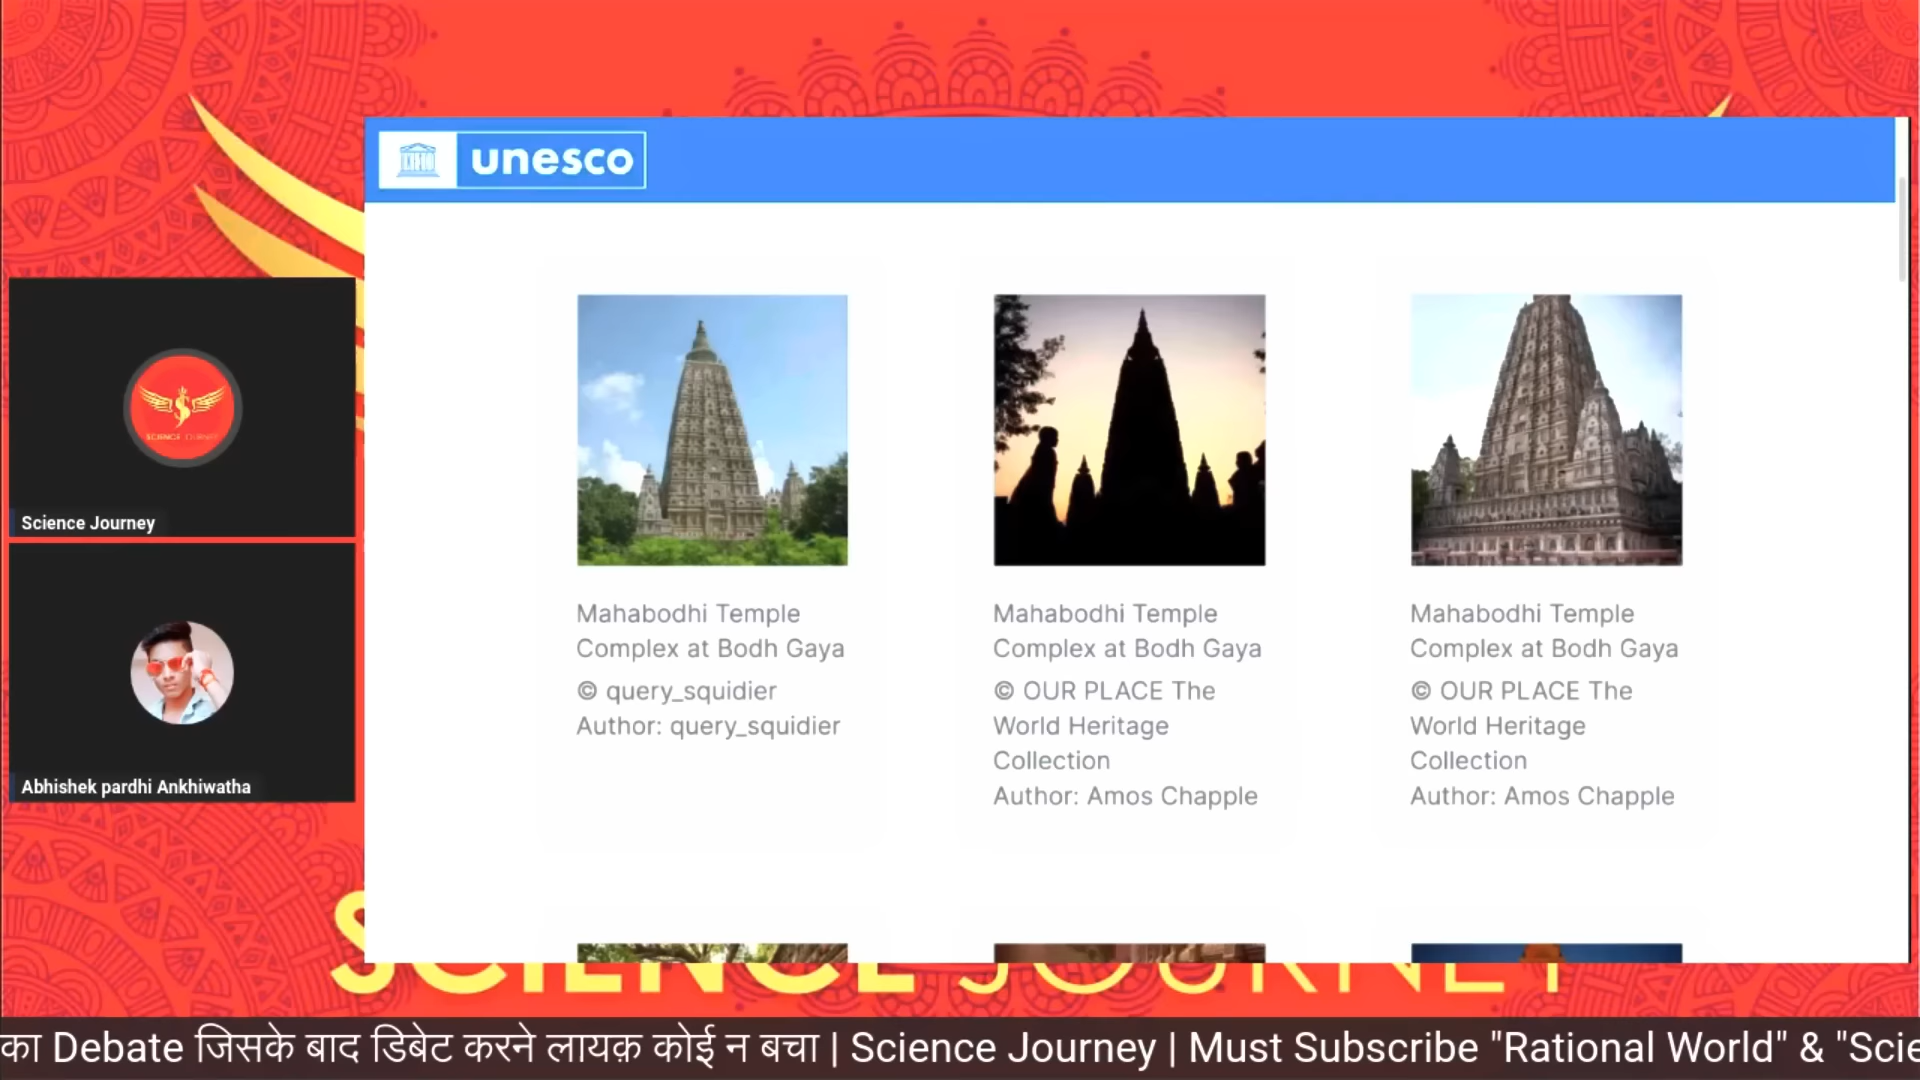 unesco
Mahabodhi Temple
Complex at Bodh Gaya
© query_squidier
Author: query_squidier
Mahabodhi Temple
Complex at Bodh Gaya
© OUR PLACE The
World Heritage
Collection
Author: Amos Chapple
Mahabodhi Temple
Complex at Bodh Gaya
© OUR PLACE The
World Heritage
Collection
Author: Amos Chapple
Science Journey
Abhishek pardhi Ankhiwatha
SCIENCE JOURNEY
का Debate जिसके बाद डिबेट करने लायक़ कोई न बचा | Science Journey | Must Subscribe "Rational World" & "Scie